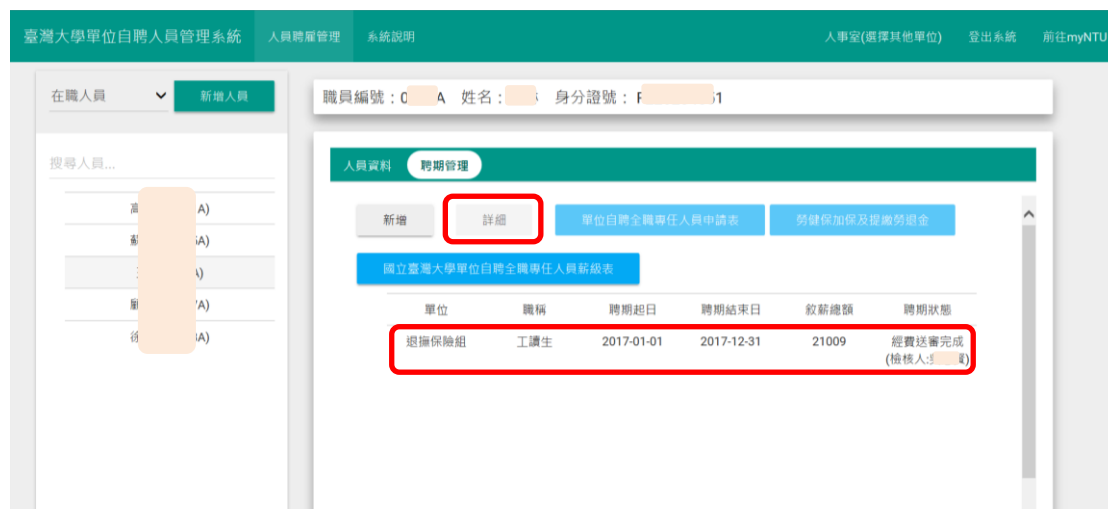 臺灣大學單位自聘人員管理系統 人員聘雇管理 系統說明 人事室(選擇其他單位) 登出系統 前往myNTU
在職人員 新增人員
職員編號：0 A 姓名： 身分證號： F 51
搜尋人員...
人員資料 聘期管理
A)
A)
A)
A)
A)
新增 詳細 單位自聘全職專任人員申請表 勞健保加保及提繳勞退金
國立臺灣大學單位自聘全職專任人員薪級表
單位 職稱 聘期起日 聘期結束日 敘薪總額 聘期狀態
退撫保險組 工讀生 2017-01-01 2017-12-31 21009 經費送審完成
(檢核人: )